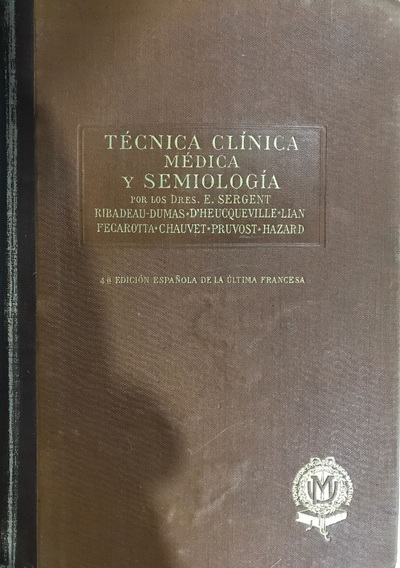 TÉCNICA CLÍNICA
MÉDICA
Y SEMIOLOGÍA
POR LOS DRES. E. SERGENT
RIBADEAU-DUMAS·D'HEUCQUEVILLE·LIAN
FECAROTTA·CHAUVET·PRUVOST·HAZARD
4ª EDICIÓN ESPAÑOLA DE LA ÚLTIMA FRANCESA